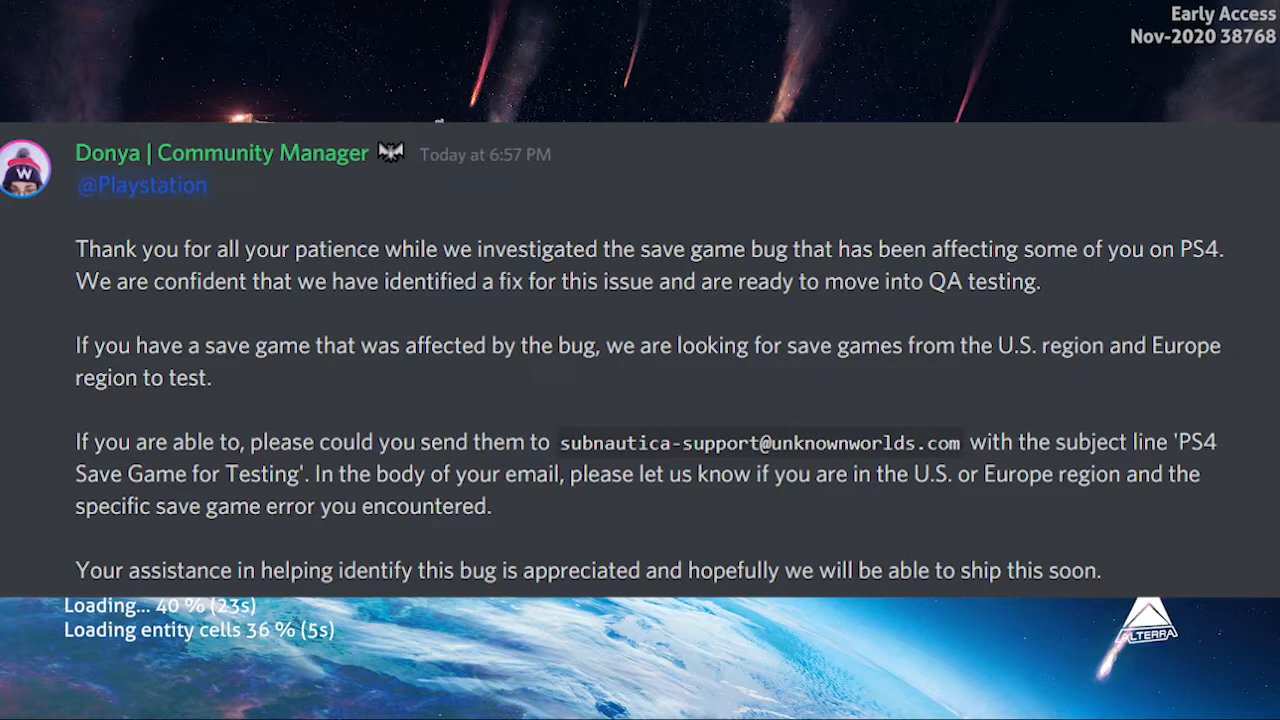 Early Access
Nov-2020 38768
Donya | Community Manager Today at 6:57 PM
@Playstation
Thank you for all your patience while we investigated the save game bug that has been affecting some of you on PS4.
We are confident that we have identified a fix for this issue and are ready to move into QA testing.
If you have a save game that was affected by the bug, we are looking for save games from the U.S. region and Europe
region to test.
If you are able to, please could you send them to subnautica-support@unknownworlds.com with the subject line 'PS4
Save Game for Testing'. In the body of your email, please let us know if you are in the U.S. or Europe region and the
specific save game error you encountered.
Your assistance in helping identify this bug is appreciated and hopefully we will be able to ship this soon.
Loading... 40 % (23s)
Loading entity cells 36 % (5s)
ALTERRA
W